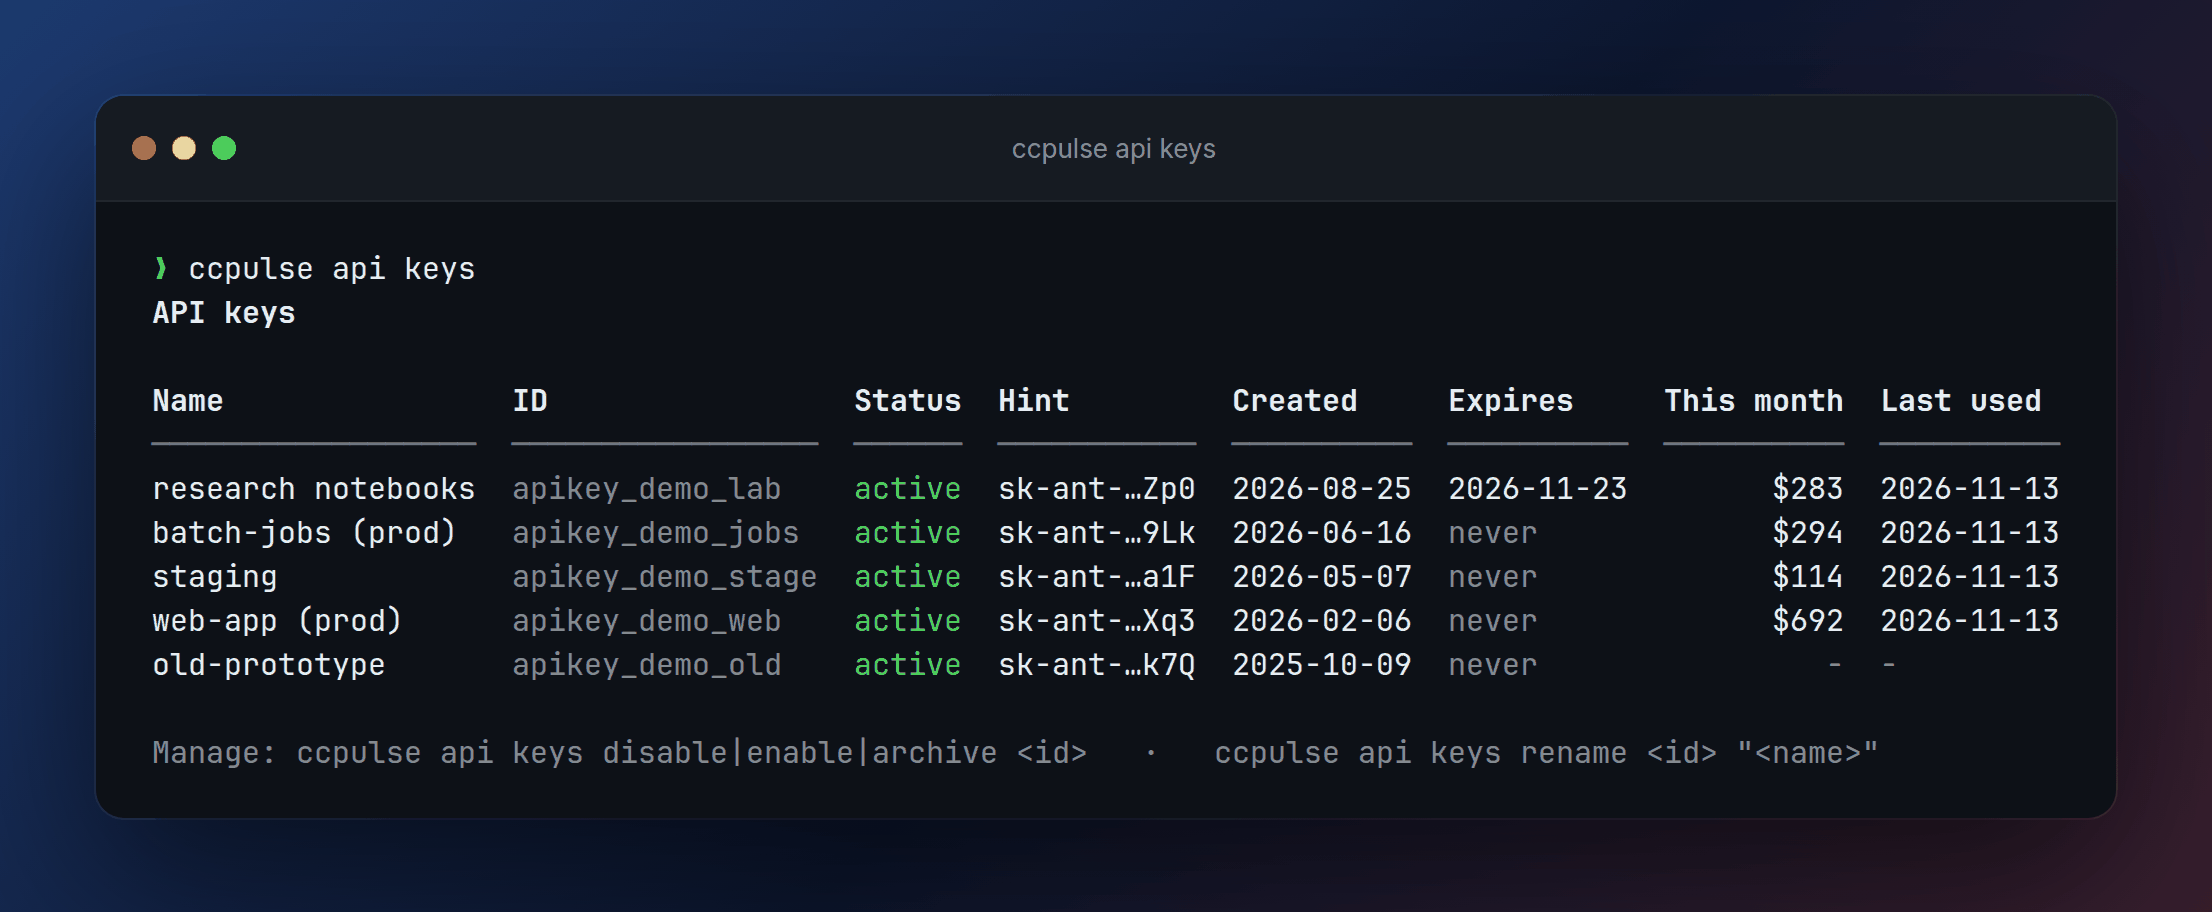 ccpulse api keys
❯ ccpulse api keys
API keys
Name ID Status Hint Created Expires This month Last used
research notebooks apikey_demo_lab active sk-ant-…Zp0 2026-08-25 2026-11-23 $283 2026-11-13
batch-jobs (prod) apikey_demo_jobs active sk-ant-…9Lk 2026-06-16 never $294 2026-11-13
staging apikey_demo_stage active sk-ant-…a1F 2026-05-07 never $114 2026-11-13
web-app (prod) apikey_demo_web active sk-ant-…Xq3 2026-02-06 never $692 2026-11-13
old-prototype apikey_demo_old active sk-ant-…k7Q 2025-10-09 never - -
Manage: ccpulse api keys disable|enable|archive <id> · ccpulse api keys rename <id> "<name>"